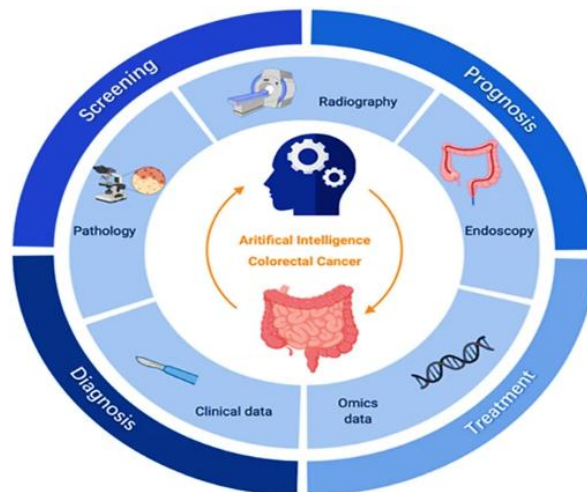 Screening
Prognosis
Radiography
Pathology
Endoscopy
Aritifical Intelligence
Colorectal Cancer
Clinical data
Omics
data
Diagnosis
Treatment